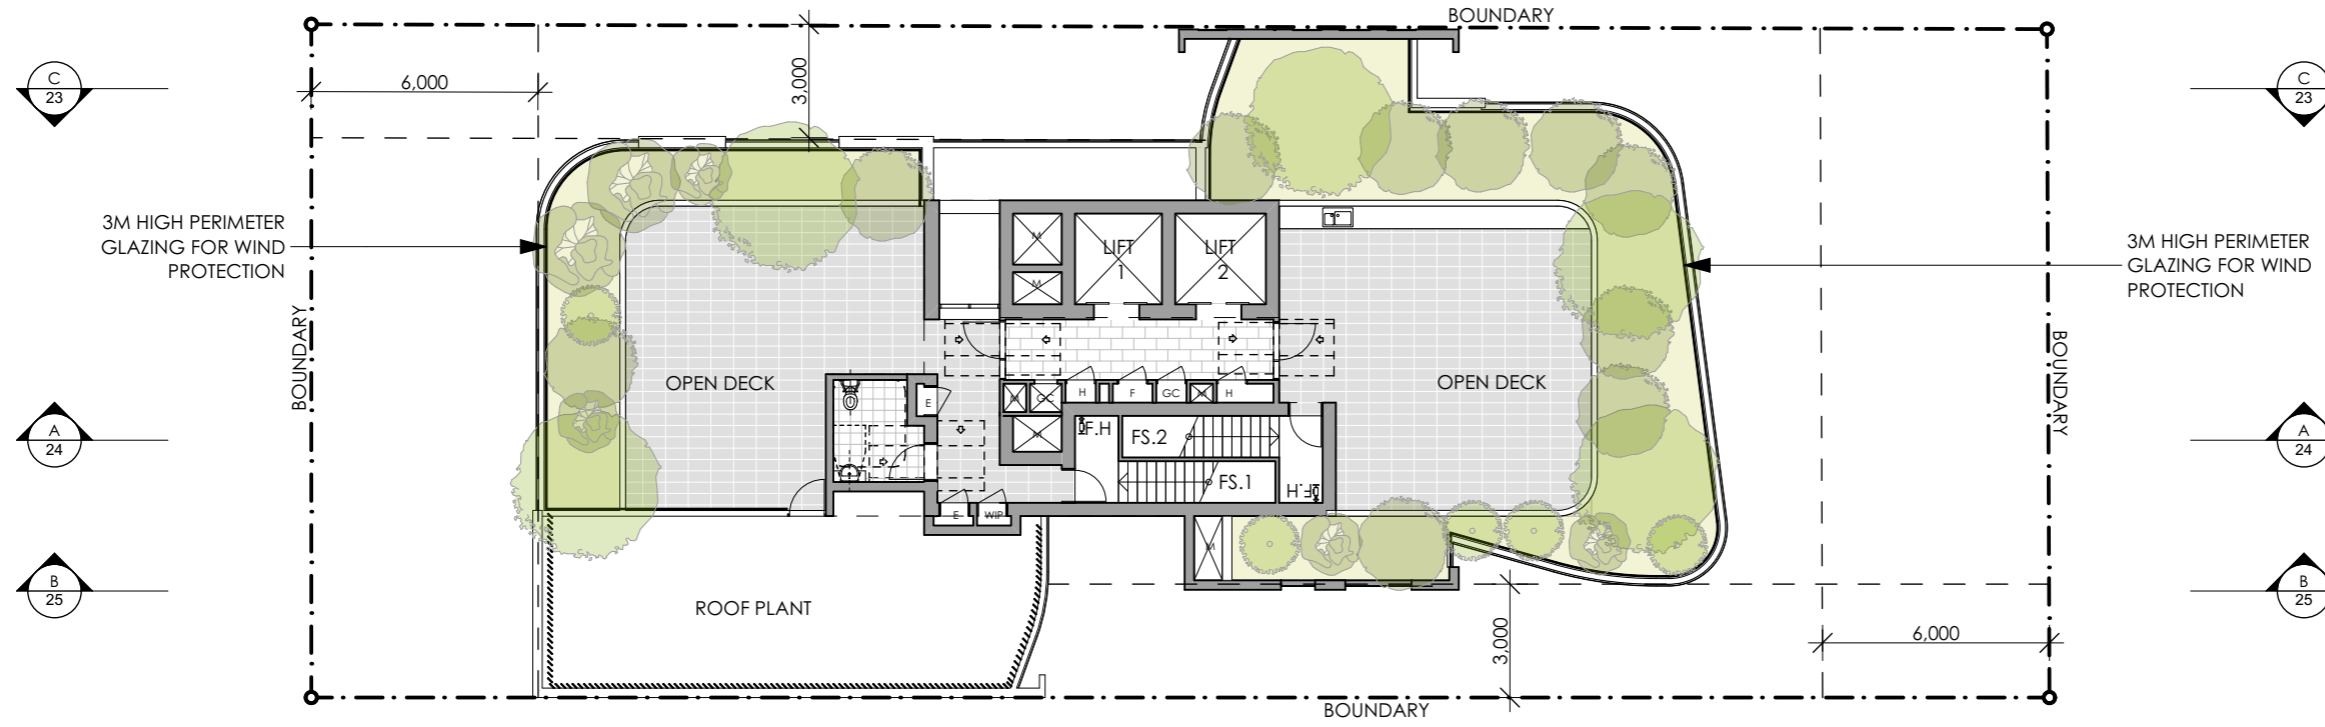 BOUNDARY
C
23
6,000
3,000
C
23
3M HIGH PERIMETER
GLAZING FOR WIND
PROTECTION
M
LIFT
1
LIFT
2
3M HIGH PERIMETER
GLAZING FOR WIND
PROTECTION
M
BOUNDARY
BOUNDARY
OPEN DECK
OPEN DECK
E
M
GC
H
F
GC
M
H
A
24
M
F.H
FS.2
A
24
FS.1
F.H
E
WIP
M
B
25
B
25
ROOF PLANT
3,000
6,000
BOUNDARY